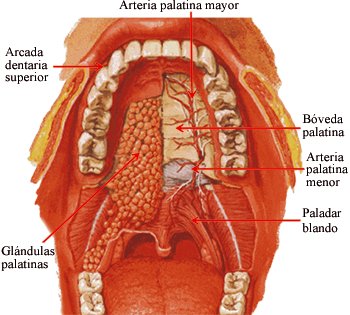 Arteria palatina mayor
Arcada
dentaria
superior
Bóveda
palatina
Arteria
palatina
menor
Paladar
blando
Glándulas
palatinas